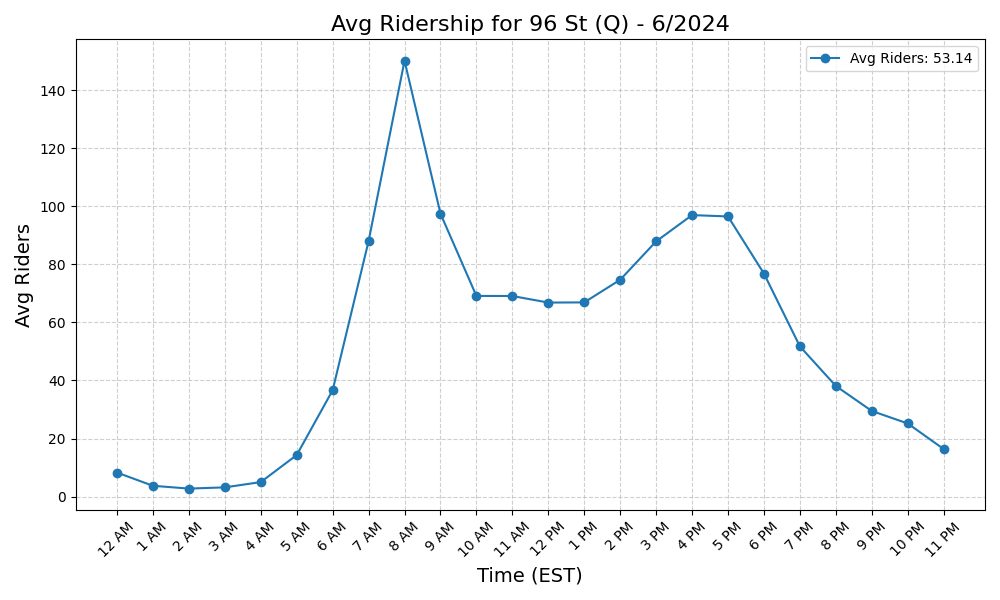 Avg Ridership for 96 St (Q) - 6/2024
Avg Riders: 53.14
Avg Riders
140
120
100
80
60
40
20
0
12 AM
1 AM
2 AM
3 AM
4 AM
5 AM
6 AM
7 AM
8 AM
9 AM
10 AM
11 AM
12 PM
1 PM
2 PM
3 PM
4 PM
5 PM
6 PM
7 PM
8 PM
9 PM
10 PM
11 PM
Time (EST)